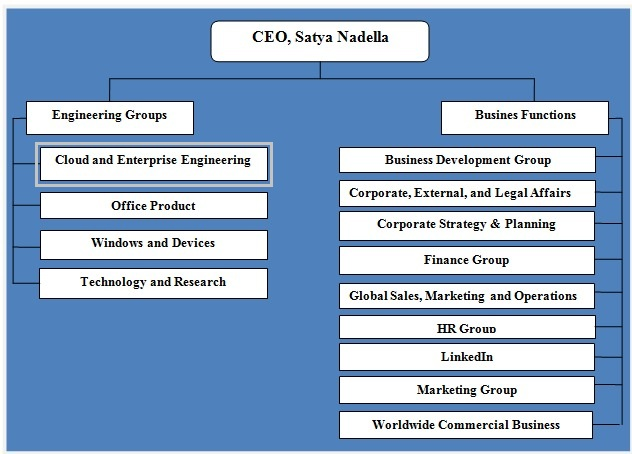 CEO, Satya Nadella
Engineering Groups
Cloud and Enterprise Engineering
Office Product
Windows and Devices
Technology and Research
Busines Functions
Business Development Group
Corporate, External, and Legal Affairs
Corporate Strategy & Planning
Finance Group
Global Sales, Marketing and Operations
HR Group
LinkedIn
Marketing Group
Worldwide Commercial Business